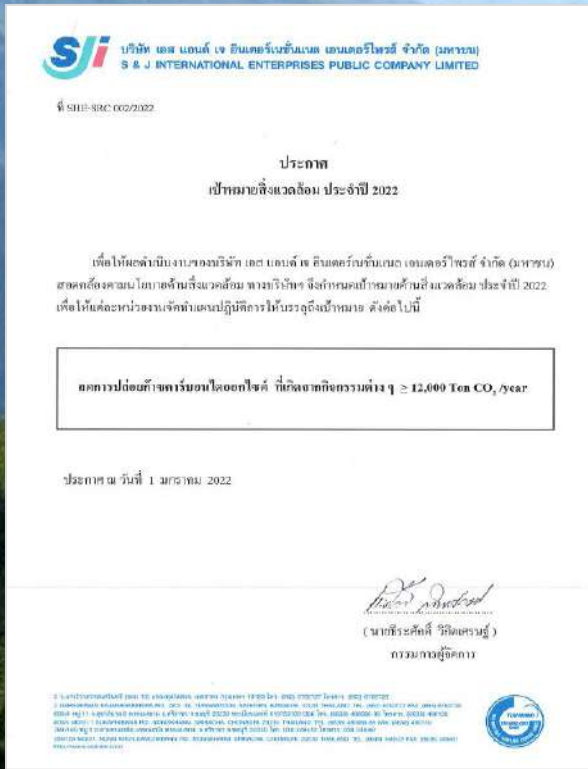 SJi
บริษัท เอส แอนด์ เจ อินเตอร์เนชั่นแนล เอนเตอร์ไพรส์ จำกัด (มหาชน)
S & J INTERNATIONAL ENTERPRISES PUBLIC COMPANY LIMITED
ที่ SHE-SRC 002/2022
ประกาศ
เป้าหมายสิ่งแวดล้อม ประจำปี 2022
เพื่อให้ผลดำเนินงานของบริษัท เอส แอนด์ เจ อินเตอร์เนชั่นแนล เอนเตอร์ไพรส์ จำกัด (มหาชน)
สอดคล้องตามนโยบายด้านสิ่งแวดล้อม ทางบริษัทฯ จึงกำหนดเป้าหมายด้านสิ่งแวดล้อม ประจำปี 2022
เพื่อให้แต่ละหน่วยงานจัดทำแผนปฏิบัติการให้บรรลุถึงเป้าหมาย ดังต่อไปนี้
ลดการปล่อยก๊าซคาร์บอนไดออกไซด์ ที่เกิดจากกิจกรรมต่าง ๆ ≥ 12,000 Ton CO₂ /year
ประกาศ ณ วันที่ 1 มกราคม 2022
( นายธีระศักดิ์ วิกิตเศรษฐ์ )
กรรมการผู้จัดการ